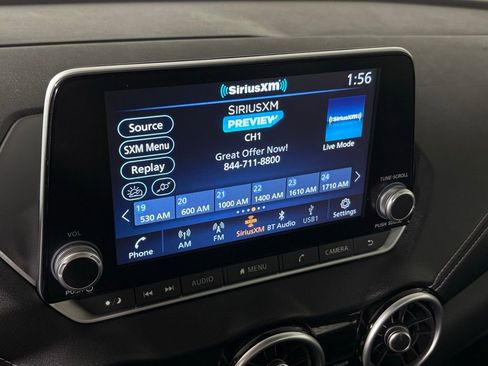 SiriusXM
1:56
SIRIUSXM
PREVIEW
CH1
Great Offer Now!
844-711-8800
Source
SXM Menu
Replay
SiriusXM
Live Mode
19 20 21 22 23 24
530 AM 600 AM 1000 AM 1400 AM 1610 AM 1710 AM
Phone AM FM SiriusXM BT Audio USB1 Settings
VOL
PUSH
TUNE·SCROLL
PUSH
AUDIO MENU CAMERA